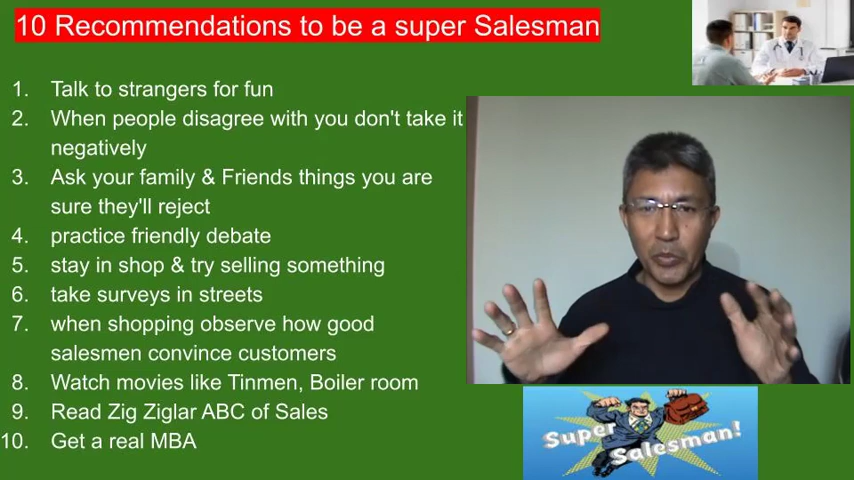 10 Recommendations to be a super Salesman
1. Talk to strangers for fun
2. When people disagree with you don't take it
negatively
3. Ask your family & Friends things you are
sure they'll reject
4. practice friendly debate
5. stay in shop & try selling something
6. take surveys in streets
7. when shopping observe how good
salesmen convince customers
8. Watch movies like Tinmen, Boiler room
9. Read Zig Ziglar ABC of Sales
10. Get a real MBA
Super
Salesman!